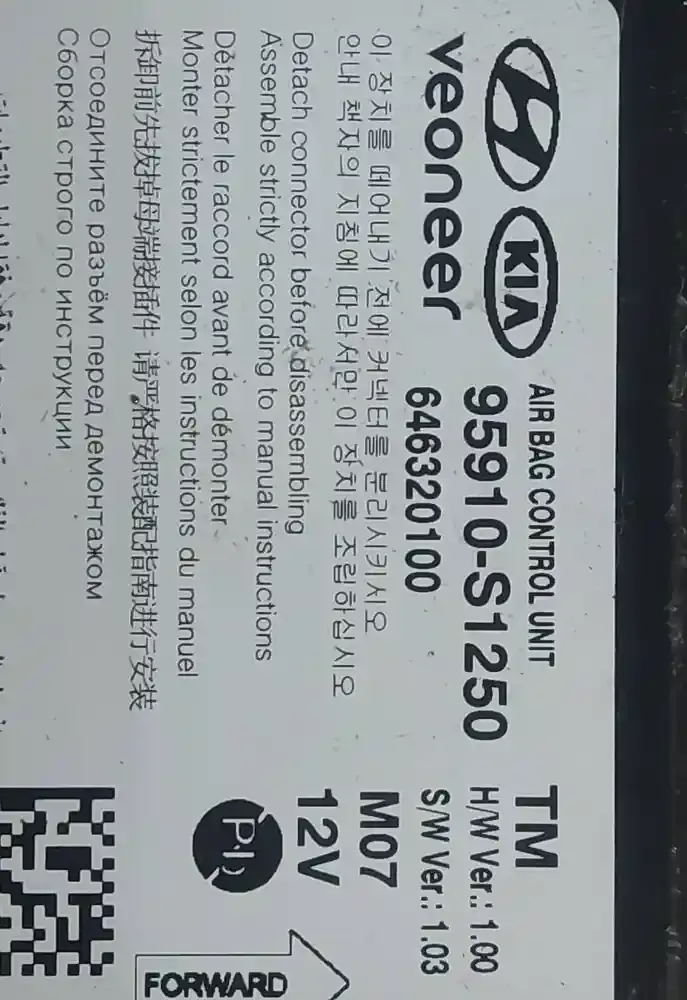 KIA
AIR BAG CONTROL UNIT
TM
95910-S1250
H/W Ver.: 1.00
veoneer
646320100
S/W Ver.: 1.03
이 장치를 떼어내기 전에 커넥터를 분리시키시오
M07
안내 책자의 지침에 따라서만 이 장치를 조립하십시오
12V
Detach connector before disassembling
Assemble strictly according to manual instructions
Détacher le raccord avant de démonter
Monter strictement selon les instructions du manuel
拆卸前先拔掉母端接插件 请严格按照装配指南进行安装
Отсоедините разъём перед демонтажом
Сборка строго по инструкции
FORWARD